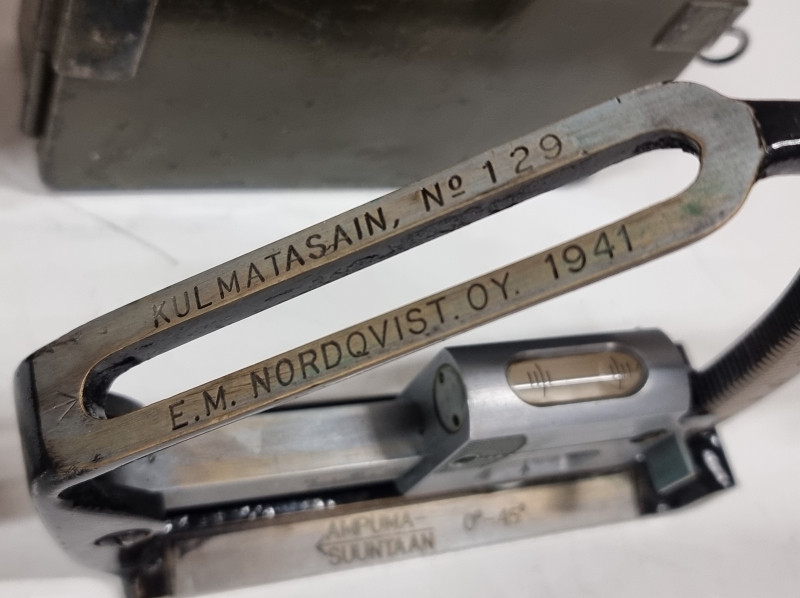 KULMATASAIN, Nº 129
E.M. NORDQVIST. OY. 1941
AMPUMA-
SUUNTAAN
0°-45°